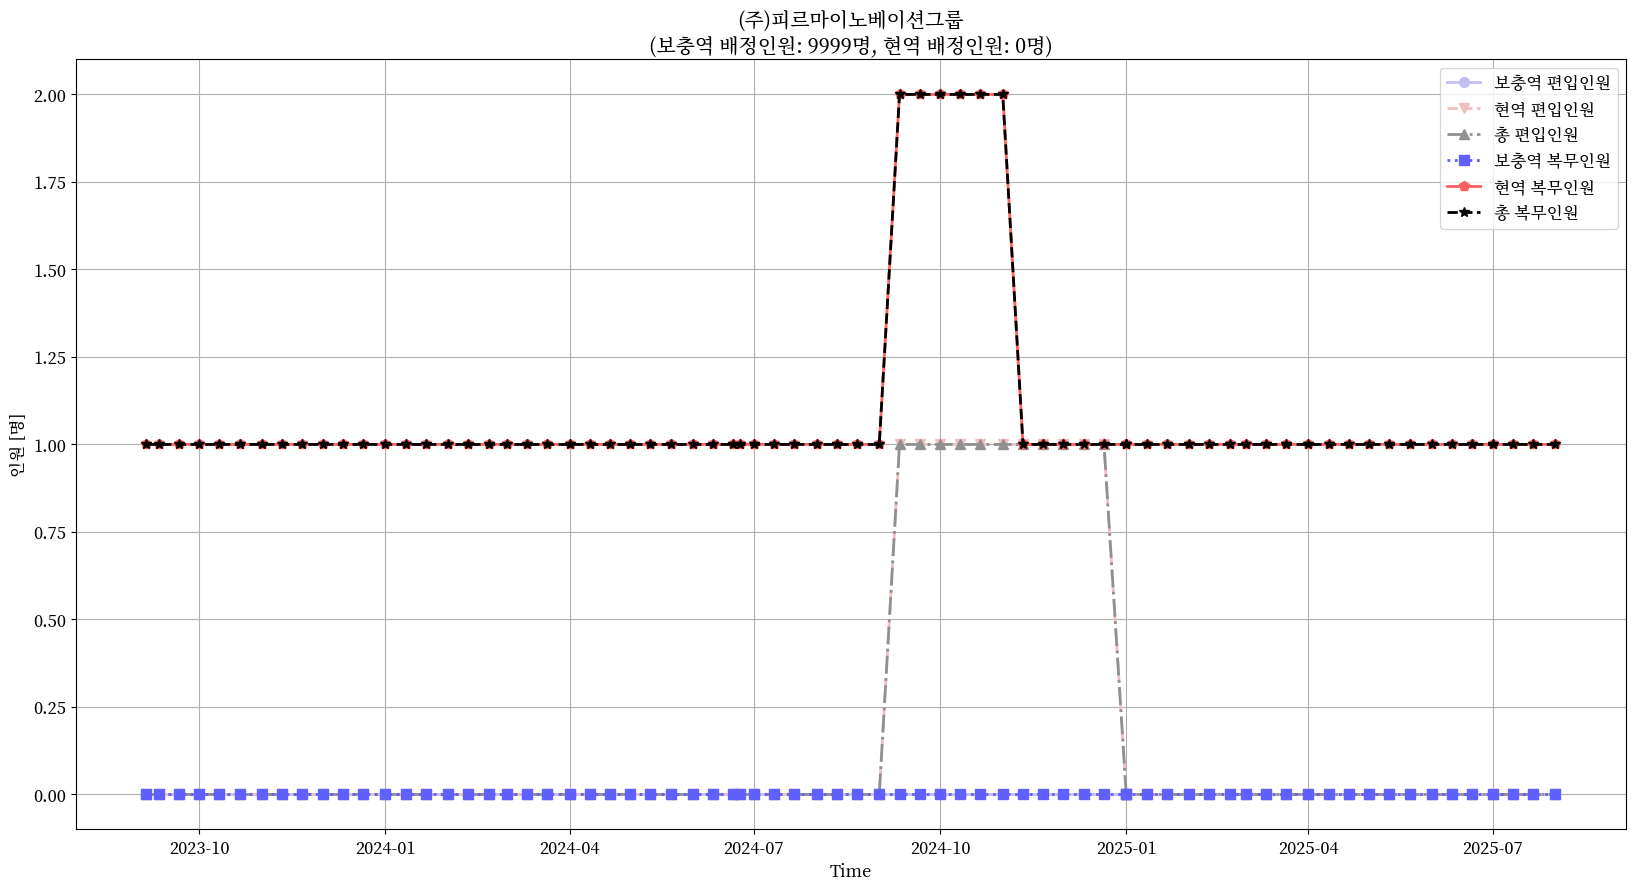 (주)피르마이노베이션그룹
(보충역 배정인원: 9999명, 현역 배정인원: 0명)
보충역 편입인원
현역 편입인원
총 편입인원
보충역 복무인원
현역 복무인원
총 복무인원
인원 [명]
2.00
1.75
1.50
1.25
1.00
0.75
0.50
0.25
0.00
2023-10
2024-01
2024-04
2024-07
2024-10
2025-01
2025-04
2025-07
Time